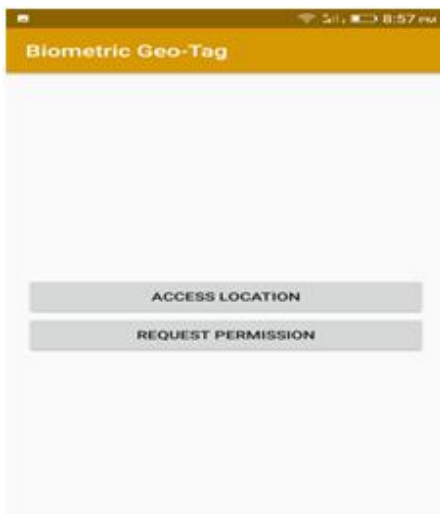 8:57 PM
Biometric Geo-Tag
ACCESS LOCATION
REQUEST PERMISSION